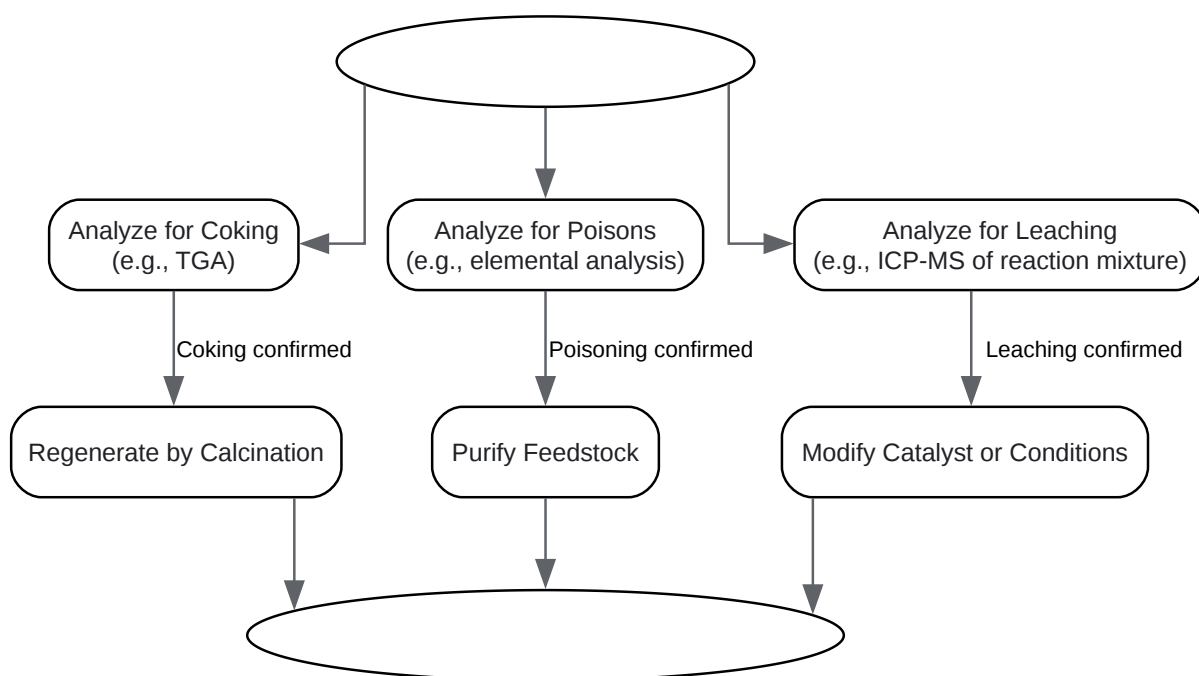 Analyze for Coking
(e.g., TGA)
Analyze for Poisons
(e.g., elemental analysis)
Analyze for Leaching
(e.g., ICP-MS of reaction mixture)
Coking confirmed
Poisoning confirmed
Leaching confirmed
Regenerate by Calcination
Purify Feedstock
Modify Catalyst or Conditions